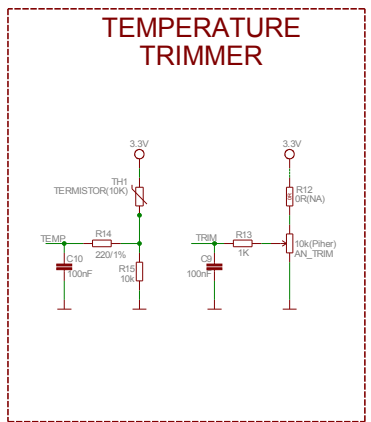 TEMPERATURE
TRIMMER
3.3V
3.3V
TH1
TERMISTOR(10K)
R12
0R(NA)
0R
TEMP
R14
220/1%
TRIM
R13
1K
10k(Piher)
AN_TRIM
C10
100nF
R15
10k
C9
100nF